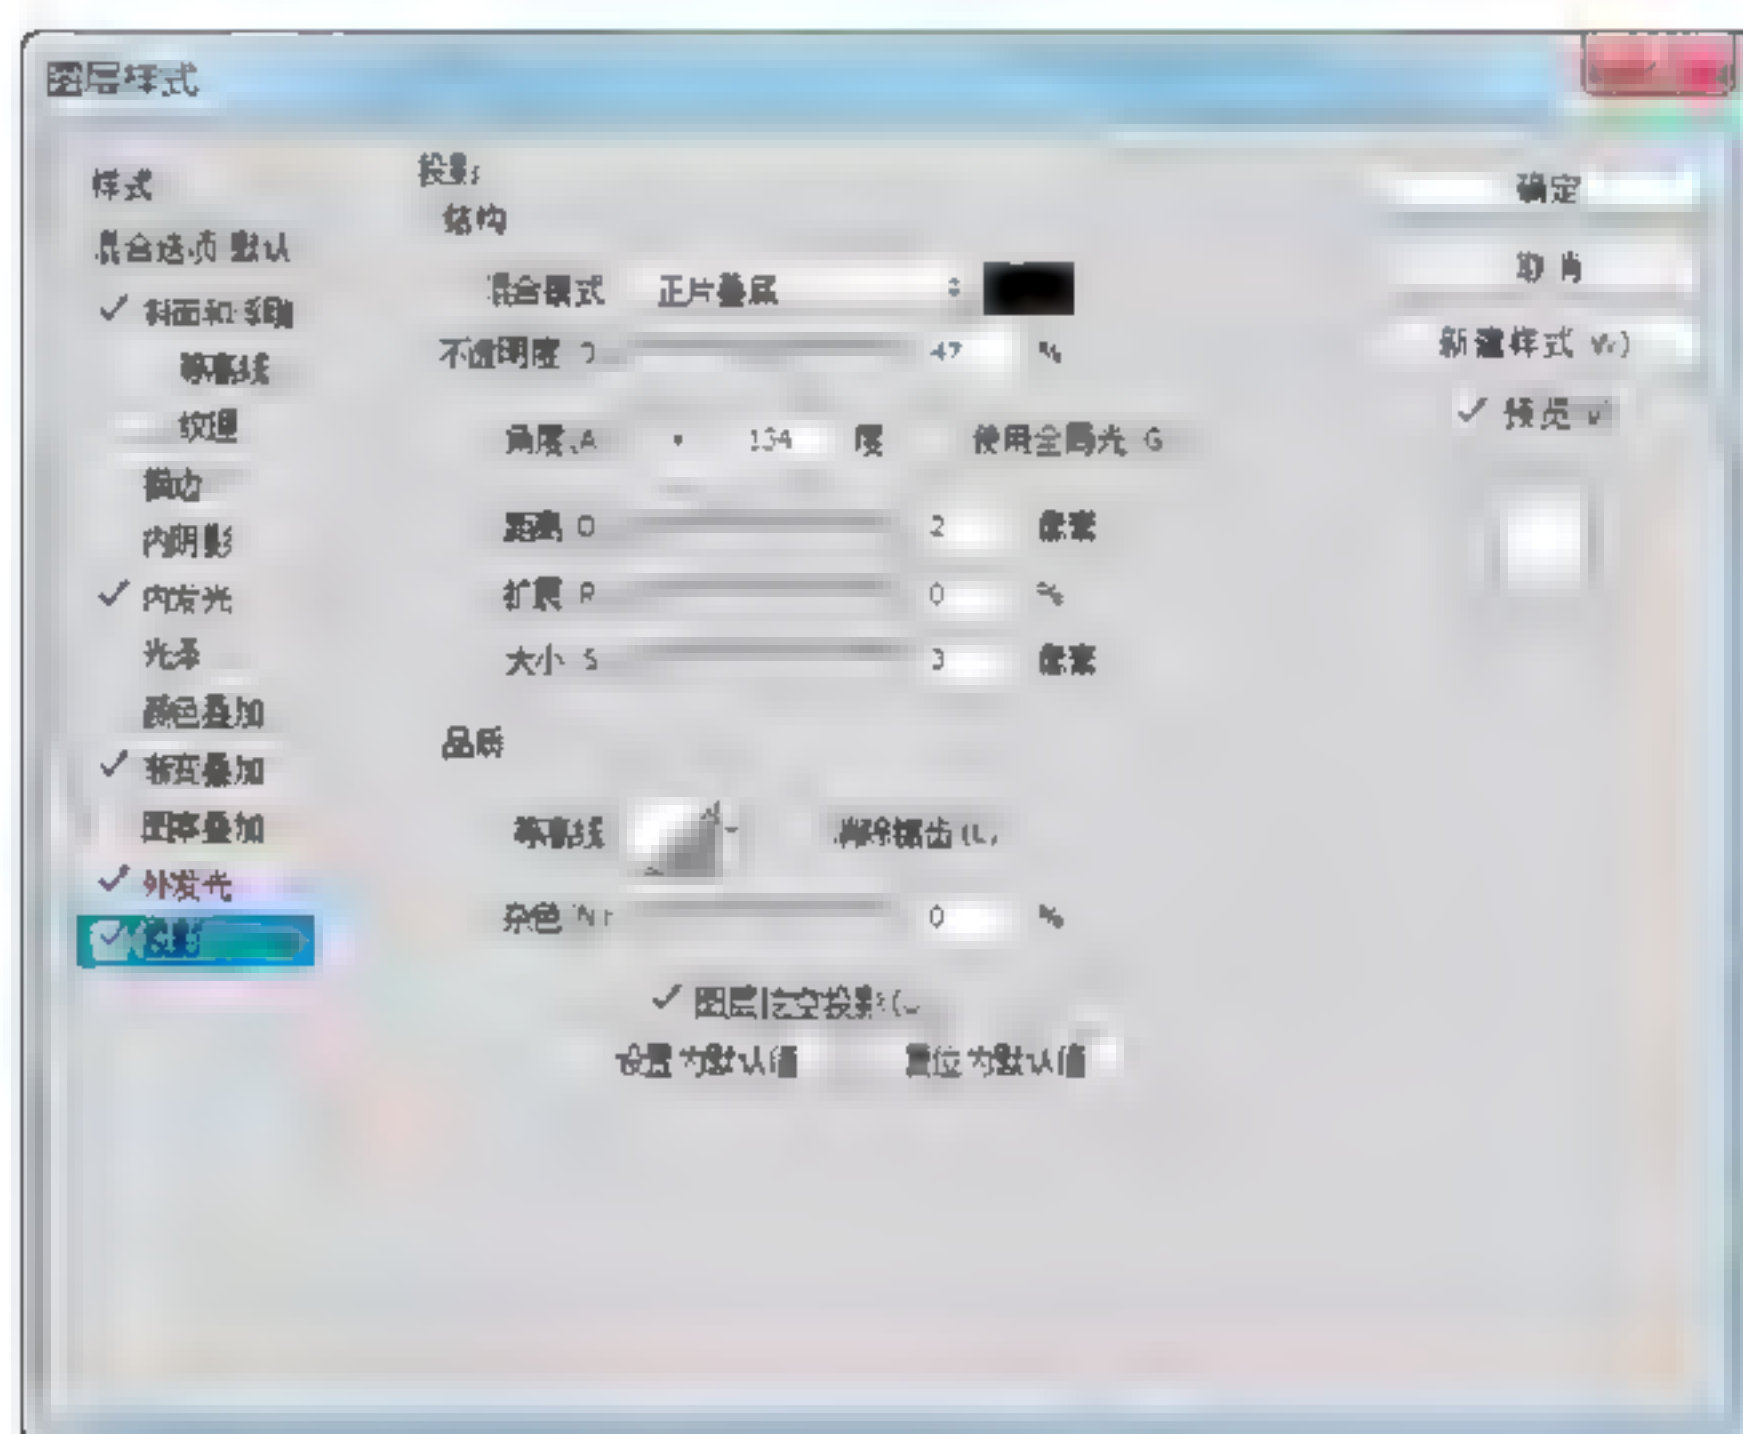 图层样式
样式
混合选项 默认
斜面和浮雕
等高线
纹理
描边
内阴影
内发光
光泽
颜色叠加
渐变叠加
图案叠加
外发光
投影
投影
结构
混合模式 正片叠底
不透明度 47 %
角度 A 134 度 使用全局光 G
距离 D 2 像素
扩展 R 0 %
大小 S 3 像素
品质
等高线 消除锯齿(L)
杂色 N 0 %
图层挖空投影(U
设置为默认值 复位为默认值
确定
取消
新建样式 W)
预览 V